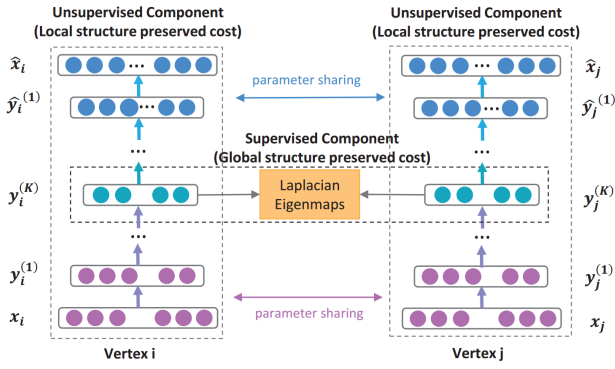 Unsupervised Component
(Local structure preserved cost)
Unsupervised Component
(Local structure preserved cost)
x̂ᵢ
...
...
x̂ⱼ
parameter sharing
ŷᵢ⁽¹⁾
...
...
ŷⱼ⁽¹⁾
...
...
Supervised Component
(Global structure preserved cost)
yᵢ⁽ᴷ⁾
Laplacian
Eigenmaps
yⱼ⁽ᴷ⁾
...
...
yᵢ⁽¹⁾
yⱼ⁽¹⁾
parameter sharing
xᵢ
xⱼ
Vertex i
Vertex j